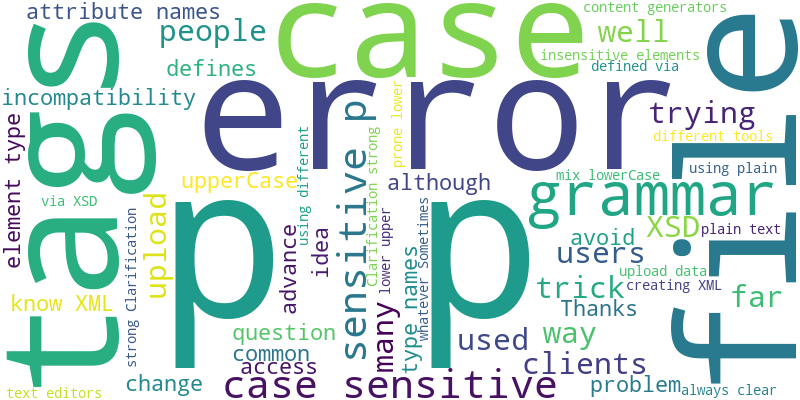 attribute names
people
case
content generators
well
insensitive elements
defined via
defines
incompatibility
tags
error
prone lower
trying
different tools
file
element type
upperCase
using different
sensitive p
Clarification strong
although
mix lowerCase
using plain
grammar
via XSD
upload
p p
strong Clarification
advance
idea
lower upper
whatever Sometimes
XSD
plain text
avoid
users
upload data
creating XML
know XML
many
type names
trick
Thanks
far
question
used
way
common
access
clients
change
case sensitive
problem
always clear
text editors